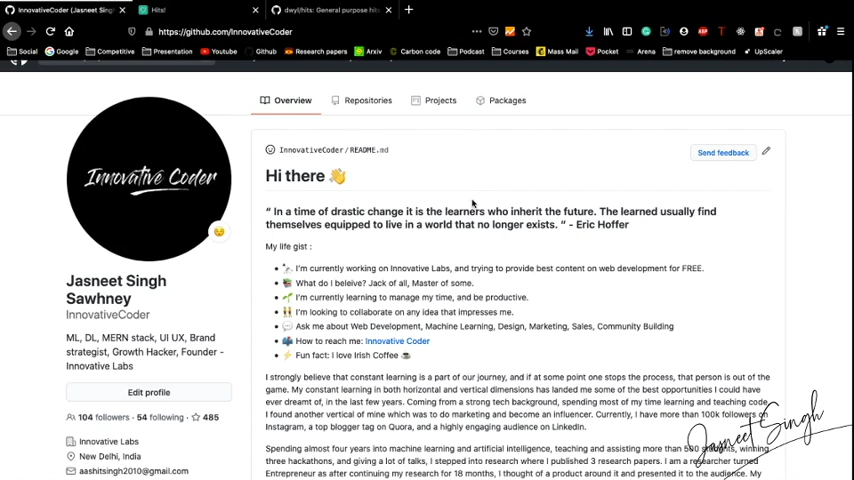 InnovativeCoder (Jasneet Sing
Hits!
dwyl/hits: General purpose hits
https://github.com/InnovativeCoder
Social
Google
Competitive
Presentation
YouTube
Github
Research papers
Arxiv
Carbon code
Podcast
Courses
Mass Mail
Pocket
Arena
remove background
UpScaler
Overview
Repositories
Projects
Packages
InnovativeCoder / README.md
Send feedback
Hi there 👋
“ In a time of drastic change it is the learners who inherit the future. The learned usually find
themselves equipped to live in a world that no longer exists. ” - Eric Hoffer
My life gist :
I'm currently working on Innovative Labs, and trying to provide best content on web development for FREE.
What do I beleive? Jack of all, Master of some.
I'm currently learning to manage my time, and be productive.
I'm looking to collaborate on any idea that impresses me.
Ask me about Web Development, Machine Learning, Design, Marketing, Sales, Community Building
How to reach me: Innovative Coder
Fun fact: I love Irish Coffee ☕
I strongly believe that constant learning is a part of our journey, and if at some point one stops the process, that person is out of the
game. My constant learning in both horizontal and vertical dimensions has landed me some of the best opportunities I could have
ever dreamt of, in the last few years. Coming from a strong tech background, spending most of my time learning and teaching code,
I found another vertical of mine which was to do marketing and become an influencer. Currently, I have more than 100k followers on
Instagram, a top blogger tag on Quora, and a highly engaging audience on LinkedIn.
Spending almost four years into machine learning and artificial intelligence, teaching and assisting more than 500 students, winning
three hackathons, and giving a lot of talks, I stepped into research where I published 3 research papers. I am a researcher turned
Entrepreneur as after continuing my research for 18 months, I thought of a product around it and presented it to the audience. My
Innovative Coder
Jasneet Singh
Sawhney
InnovativeCoder
ML, DL, MERN stack, UI UX, Brand
strategist, Growth Hacker, Founder -
Innovative Labs
Edit profile
104 followers · 54 following · 485
Innovative Labs
New Delhi, India
aashitsingh2010@gmail.com
Jasneet Singh